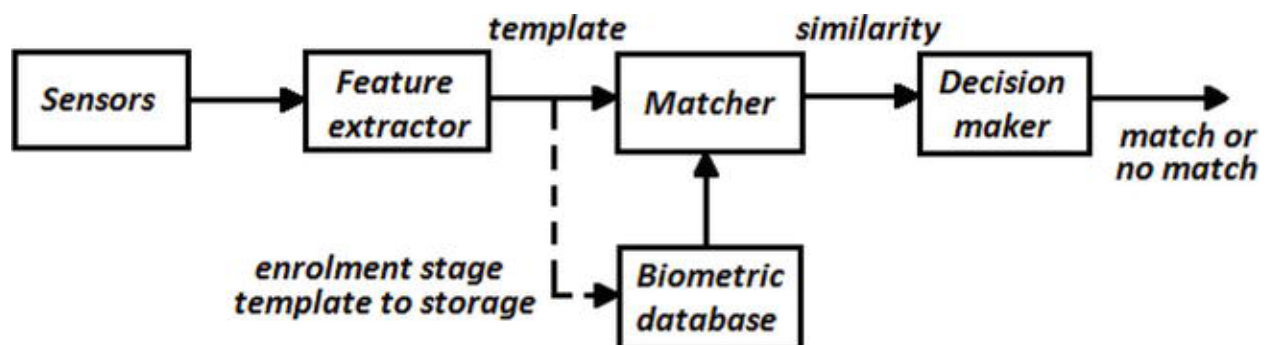 template
similarity
Sensors
Feature
extractor
Matcher
Decision
maker
match or
no match
enrolment stage
template to storage
Biometric
database